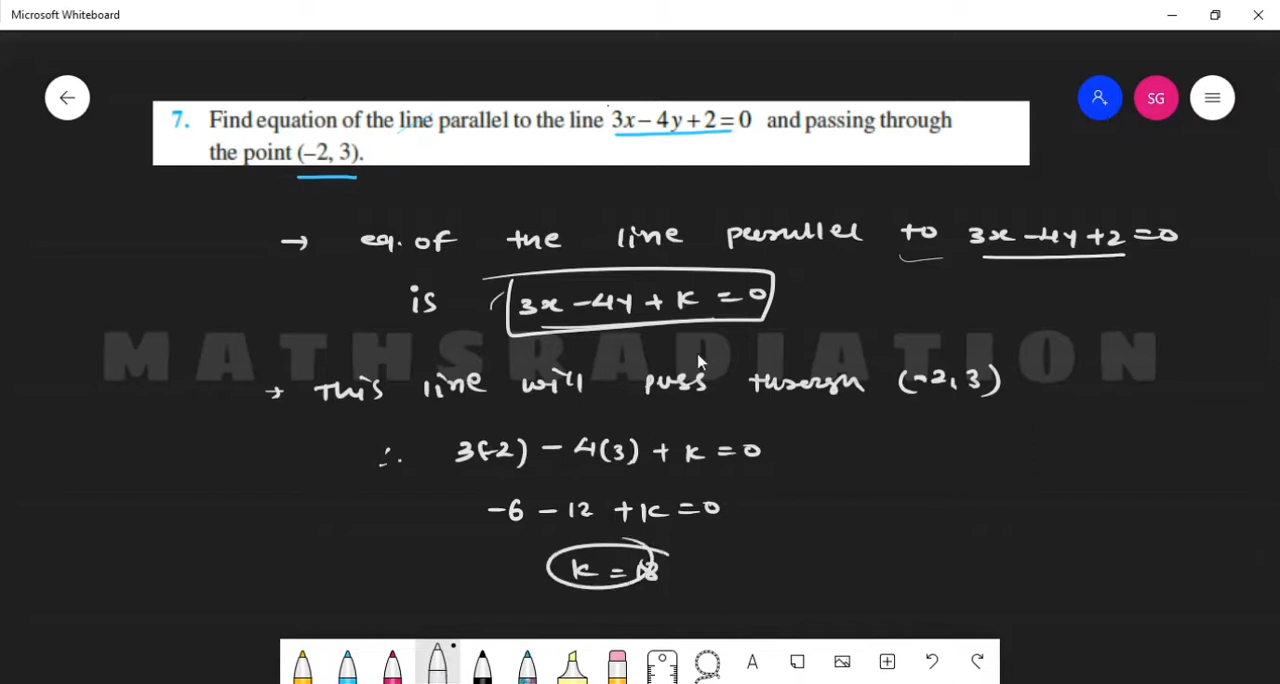 Microsoft Whiteboard
SG
7. Find equation of the line parallel to the line 3x – 4y + 2 = 0 and passing through
the point (–2, 3).
→ eq. of the line parallel to 3x - 4y + 2 = 0
is 3x - 4y + k = 0
MATHSRADIATION
→ This line will pass through (-2, 3)
∴ 3(-2) - 4(3) + k = 0
-6 - 12 + k = 0
k = 18
A